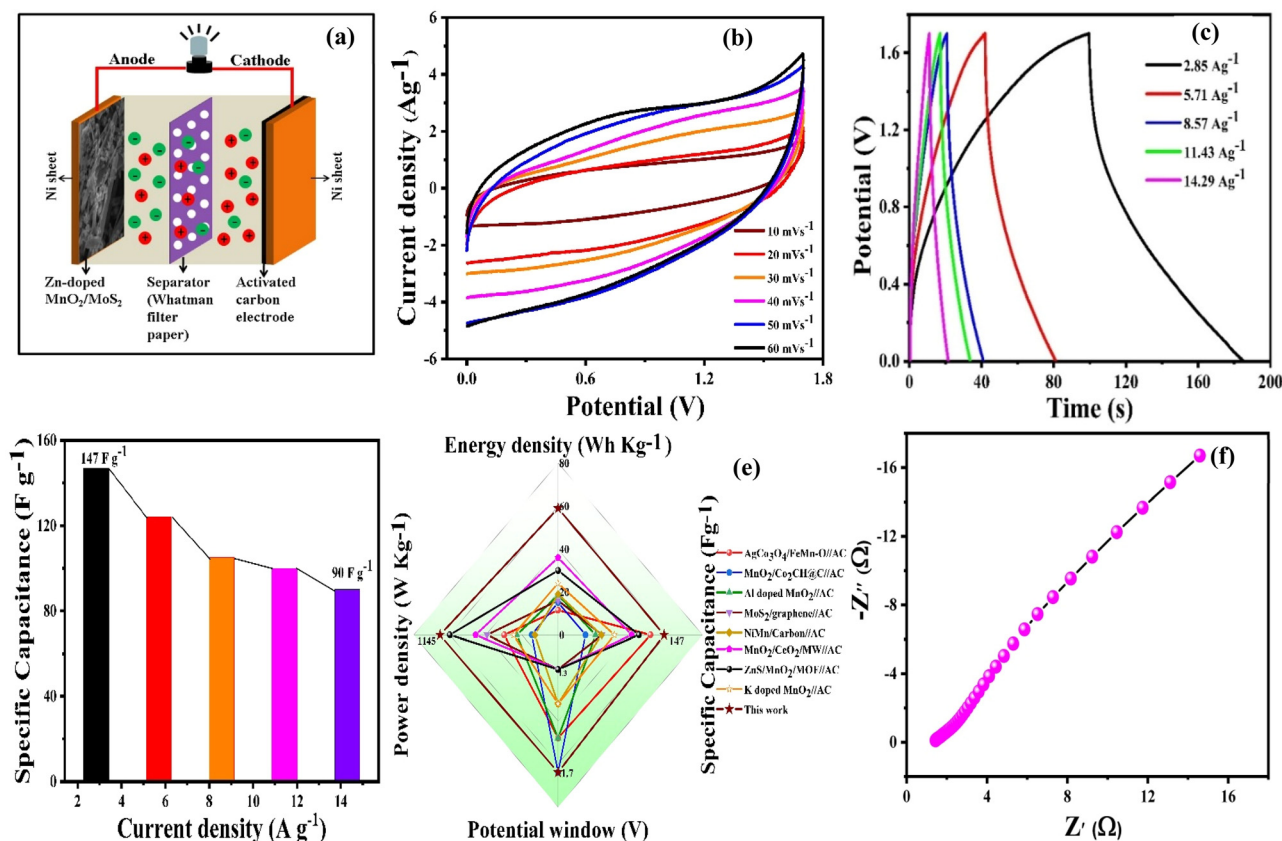 (a)
Anode
Cathode
Ni sheet
Ni sheet
Zn-doped
MnO₂/MoS₂
Separator
(Whatman
filter
paper)
Activated
carbon
electrode
(b)
Current density (Ag⁻¹)
6
4
2
0
-2
-4
-6
0.0
0.6
1.2
1.8
Potential (V)
10 mVs⁻¹
20 mVs⁻¹
30 mVs⁻¹
40 mVs⁻¹
50 mVs⁻¹
60 mVs⁻¹
(c)
Potential (V)
1.6
1.2
0.8
0.4
0.0
0
40
80
120
160
200
Time (s)
2.85 Ag⁻¹
5.71 Ag⁻¹
8.57 Ag⁻¹
11.43 Ag⁻¹
14.29 Ag⁻¹
Specific Capacitance (F g⁻¹)
160
120
80
40
0
147 F g⁻¹
90 F g⁻¹
2
4
6
8
10
12
14
Current density (A g⁻¹)
Energy density (Wh Kg⁻¹)
(e)
80
60
40
20
0
Power density (W Kg⁻¹)
1145
147
1.3
1.7
Potential window (V)
Specific Capacitance (Fg⁻¹)
AgCo₃O₄/FeMn-O//AC
MnO₂/Co₂CH@C//AC
Al doped MnO₂//AC
MoS₂/graphene//AC
NiMn/Carbon//AC
MnO₂/CeO₂/MW//AC
ZnS/MnO₂/MOF//AC
K doped MnO₂//AC
This work
(f)
-Z'' (Ω)
-16
-12
-8
-4
0
0
4
8
12
16
Z' (Ω)